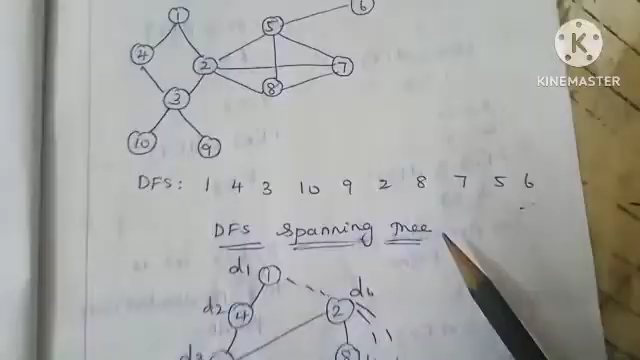 1
6
5
4
2
7
3
8
10
9
KINEMASTER
DFS: 1 4 3 10 9 2 8 7 5 6
DFS Spanning Tree
d1 1
d2 4
2 d6
8